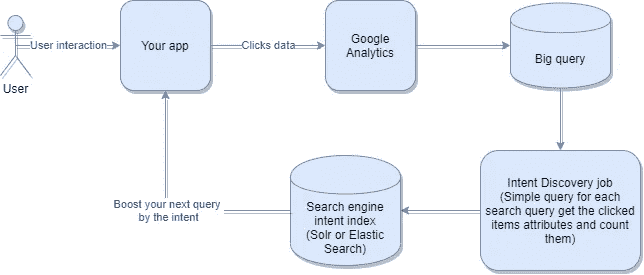 User interaction
User
Your app
Clicks data
Google
Analytics
Big query
Intent Discovery job
(Simple query for each
search query get the clicked
items attributes and count
them)
Search engine
intent index
(Solr or Elastic
Search)
Boost your next query
by the intent